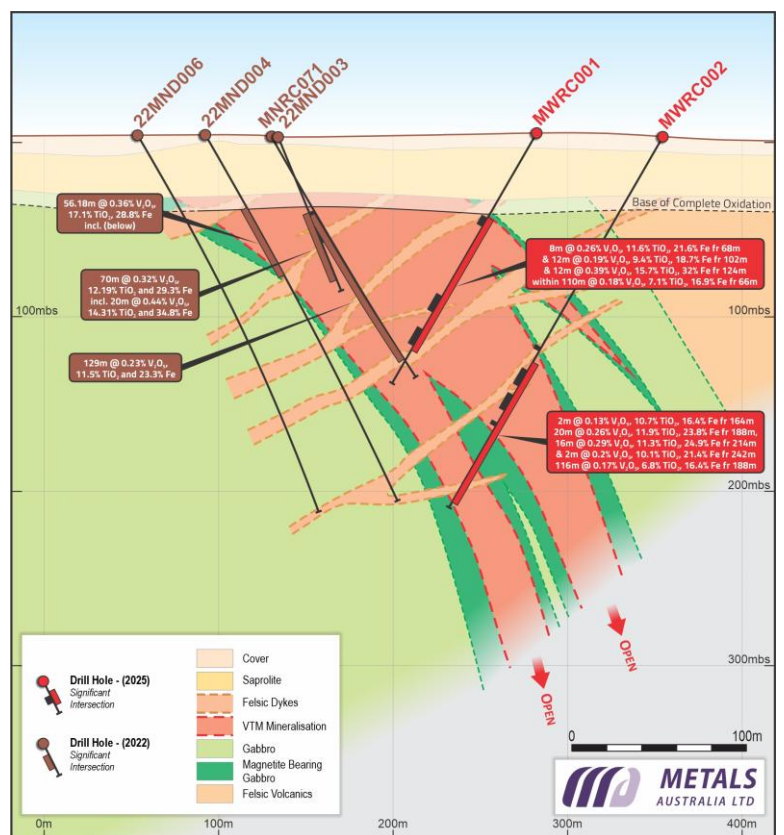 22MND006
22MND004
MNRC071
22MND003
MWRC001
MWRC002
Base of Complete Oxidation
56.18m @ 0.36% V₂O₅,
17.1% TiO₂, 28.8% Fe
incl. (below)
70m @ 0.32% V₂O₅,
12.19% TiO₂ and 29.3% Fe
incl. 20m @ 0.44% V₂O₅,
14.31% TiO₂ and 34.8% Fe
129m @ 0.23% V₂O₅,
11.5% TiO₂ and 23.3% Fe
8m @ 0.26% V₂O₅, 11.6% TiO₂, 21.6% Fe fr 68m
& 12m @ 0.19% V₂O₅, 9.4% TiO₂, 18.7% Fe fr 102m
& 12m @ 0.39% V₂O₅, 15.7% TiO₂, 32% Fe fr 124m
within 110m @ 0.18% V₂O₅, 7.1% TiO₂, 16.9% Fe fr 66m
100mbs
100mbs
2m @ 0.13% V₂O₅, 10.7% TiO₂, 16.4% Fe fr 164m
20m @ 0.26% V₂O₅, 11.9% TiO₂, 23.8% Fe fr 188m,
16m @ 0.29% V₂O₅, 11.3% TiO₂, 24.9% Fe fr 214m
& 2m @ 0.2% V₂O₅, 10.1% TiO₂, 21.4% Fe fr 242m
116m @ 0.17% V₂O₅, 6.8% TiO₂, 16.4% Fe fr 188m
200mbs
200mbs
OPEN
OPEN
300mbs
Drill Hole - (2025)
Significant
Intersection
Drill Hole - (2022)
Significant
Intersection
Cover
Saprolite
Felsic Dykes
VTM Mineralisation
Gabbro
Magnetite Bearing
Gabbro
Felsic Volcanics
0 100m
METALS
AUSTRALIA LTD
0m 100m 200m 300m 400m